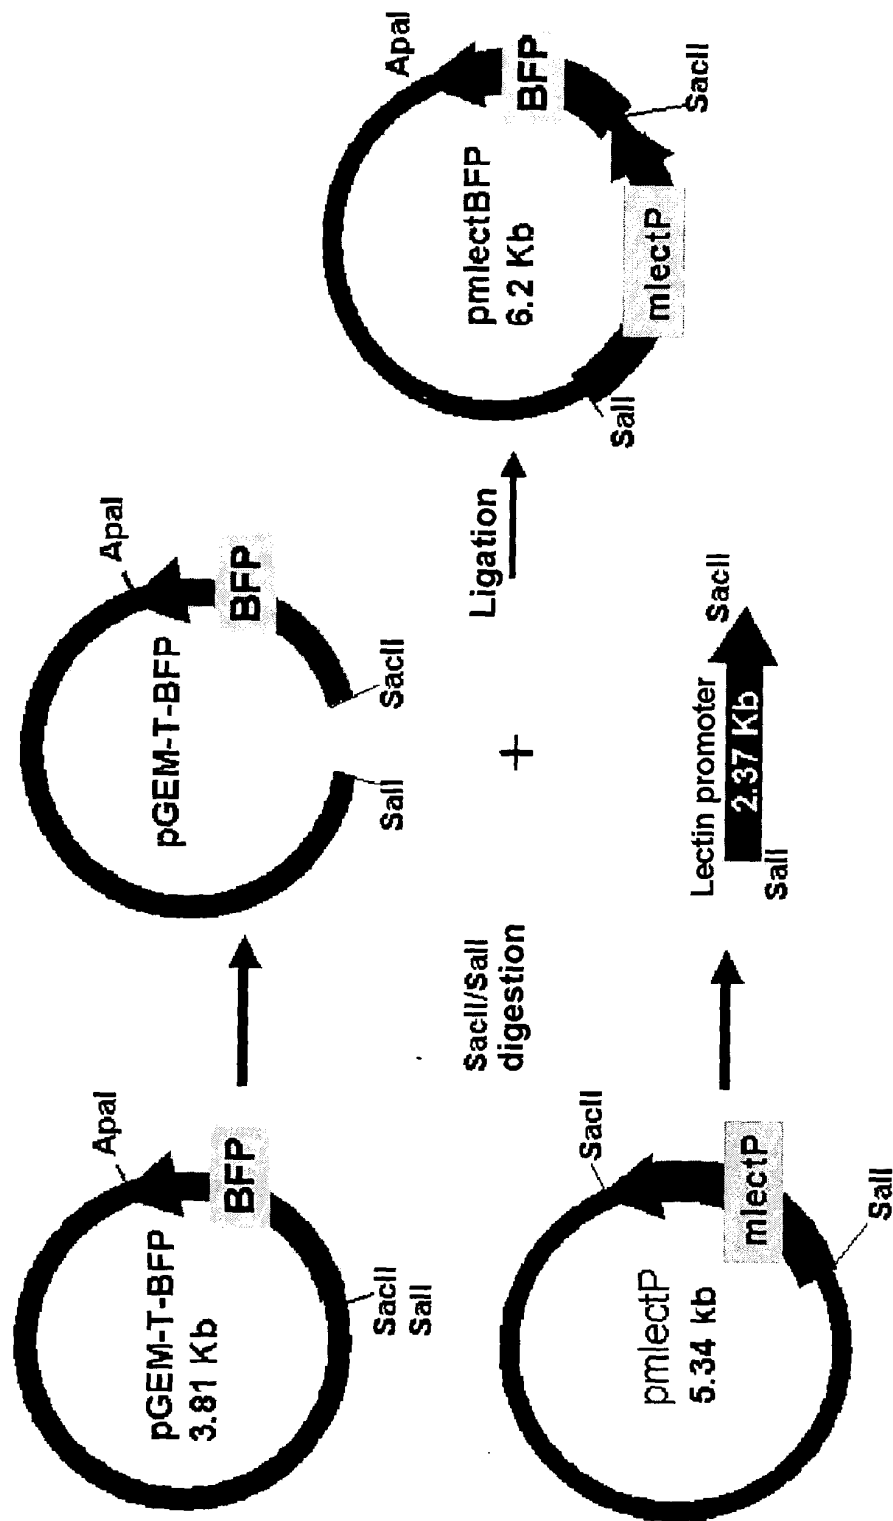 pGEM-T-BFP
3.81 Kb
ApaI
BFP
SacII
SalI
pGEM-T-BFP
ApaI
BFP
SacII
SalI
SacII/SalI
digestion
+
pmlectP
5.34 kb
SacII
mlectP
SalI
Lectin promoter
SalI
2.37 Kb
SacII
Ligation
pmlectBFP
6.2 Kb
ApaI
BFP
SacII
mlectP
SalI